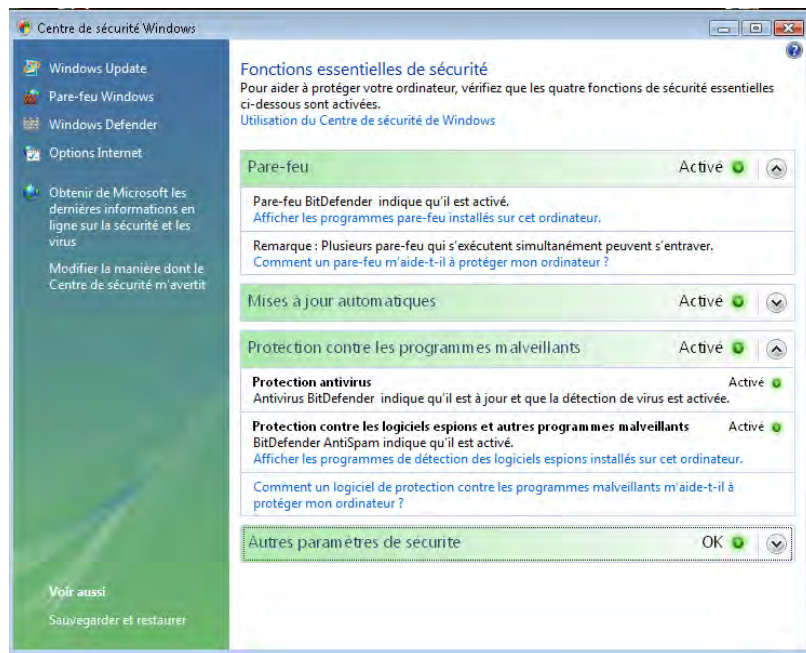 Centre de sécurité Windows
Windows Update
Pare-feu Windows
Windows Defender
Options Internet
Obtenir de Microsoft les
dernières informations en
ligne sur la sécurité et les
virus
Modifier la manière dont le
Centre de sécurité m'avertit
Voir aussi
Sauvegarder et restaurer
Fonctions essentielles de sécurité
Pour aider à protéger votre ordinateur, vérifiez que les quatre fonctions de sécurité essentielles
ci-dessous sont activées.
Utilisation du Centre de sécurité de Windows
Pare-feu Activé
Pare-feu BitDefender indique qu'il est activé.
Afficher les programmes pare-feu installés sur cet ordinateur.
Remarque : Plusieurs pare-feu qui s'exécutent simultanément peuvent s'entraver.
Comment un pare-feu m'aide-t-il à protéger mon ordinateur ?
Mises à jour automatiques Activé
Protection contre les programmes malveillants Activé
Protection antivirus Activé
Antivirus BitDefender indique qu'il est à jour et que la détection de virus est activée.
Protection contre les logiciels espions et autres programmes malveillants Activé
BitDefender AntiSpam indique qu'il est activé.
Afficher les programmes de détection des logiciels espions installés sur cet ordinateur.
Comment un logiciel de protection contre les programmes malveillants m'aide-t-il à
protéger mon ordinateur ?
Autres paramètres de sécurité OK